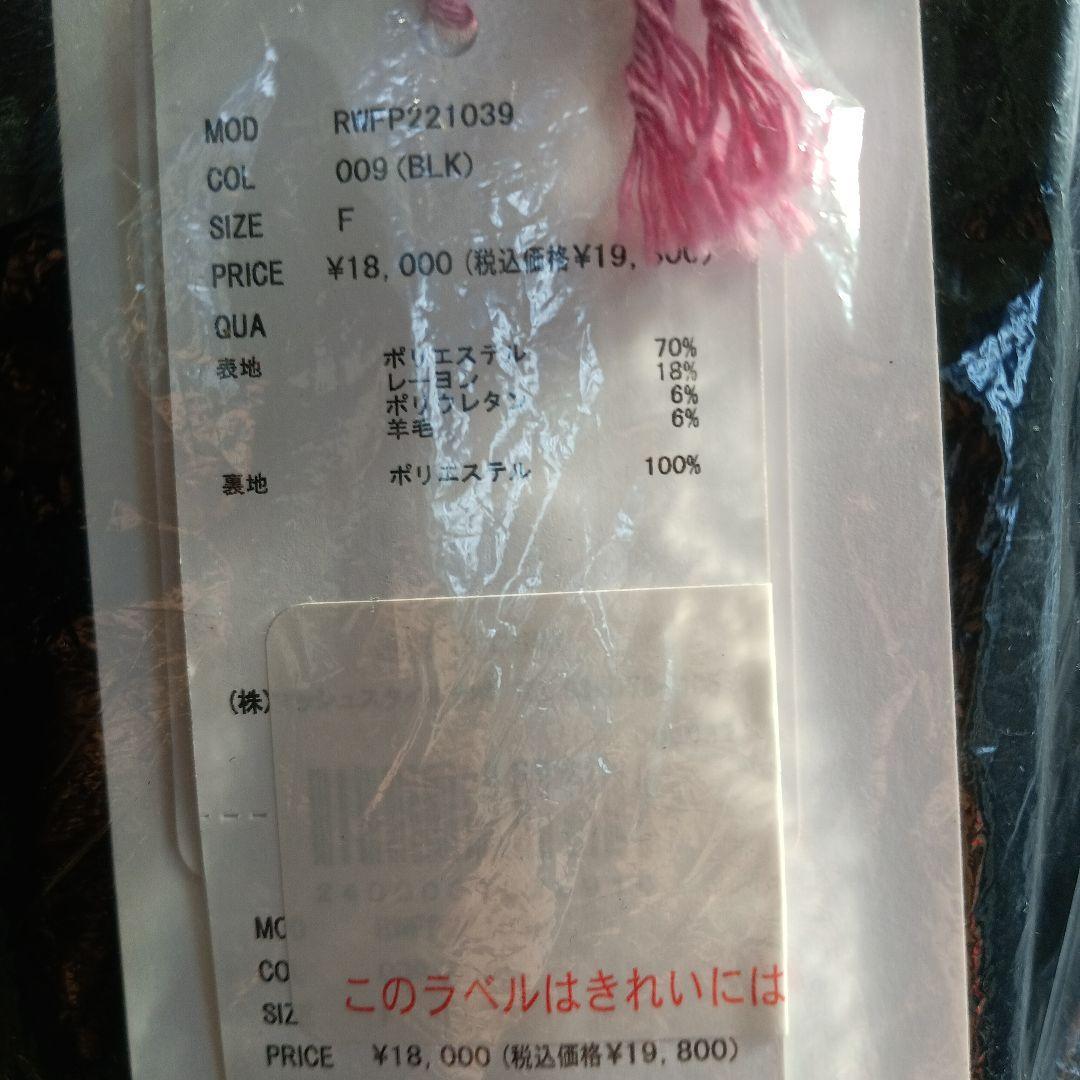 MOD RWFP221039
COL 009(BLK)
SIZE F
PRICE ¥18,000(税込価格¥19,800)
QUA
表地 ポリエステル 70%
レーヨン 18%
ポリウレタン 6%
羊毛 6%
裏地 ポリエステル 100%
(株)
MOD
CO
SIZ
このラベルはきれいには
PRICE ¥18,000(税込価格¥19,800)